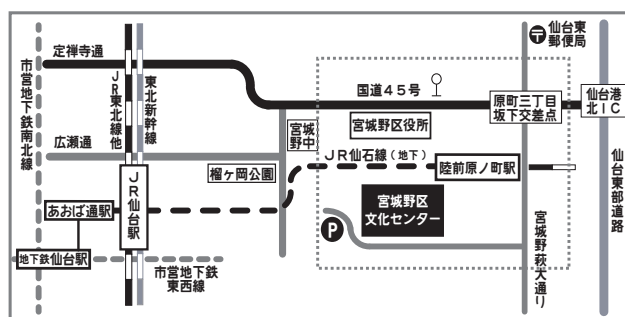 定禅寺通
市営地下鉄南北線
JR東北線他
東北新幹線
広瀬通
国道45号
仙台東
郵便局
原町三丁目
坂下交差点
仙台港
北IC
宮城
野中
宮城野区役所
榴ヶ岡公園
JR仙石線(地下)
陸前原ノ町駅
仙台東部道路
JR仙台駅
あおば通駅
宮城野区
文化センター
P
宮城野萩大通り
地下鉄仙台駅
市営地下鉄
東西線